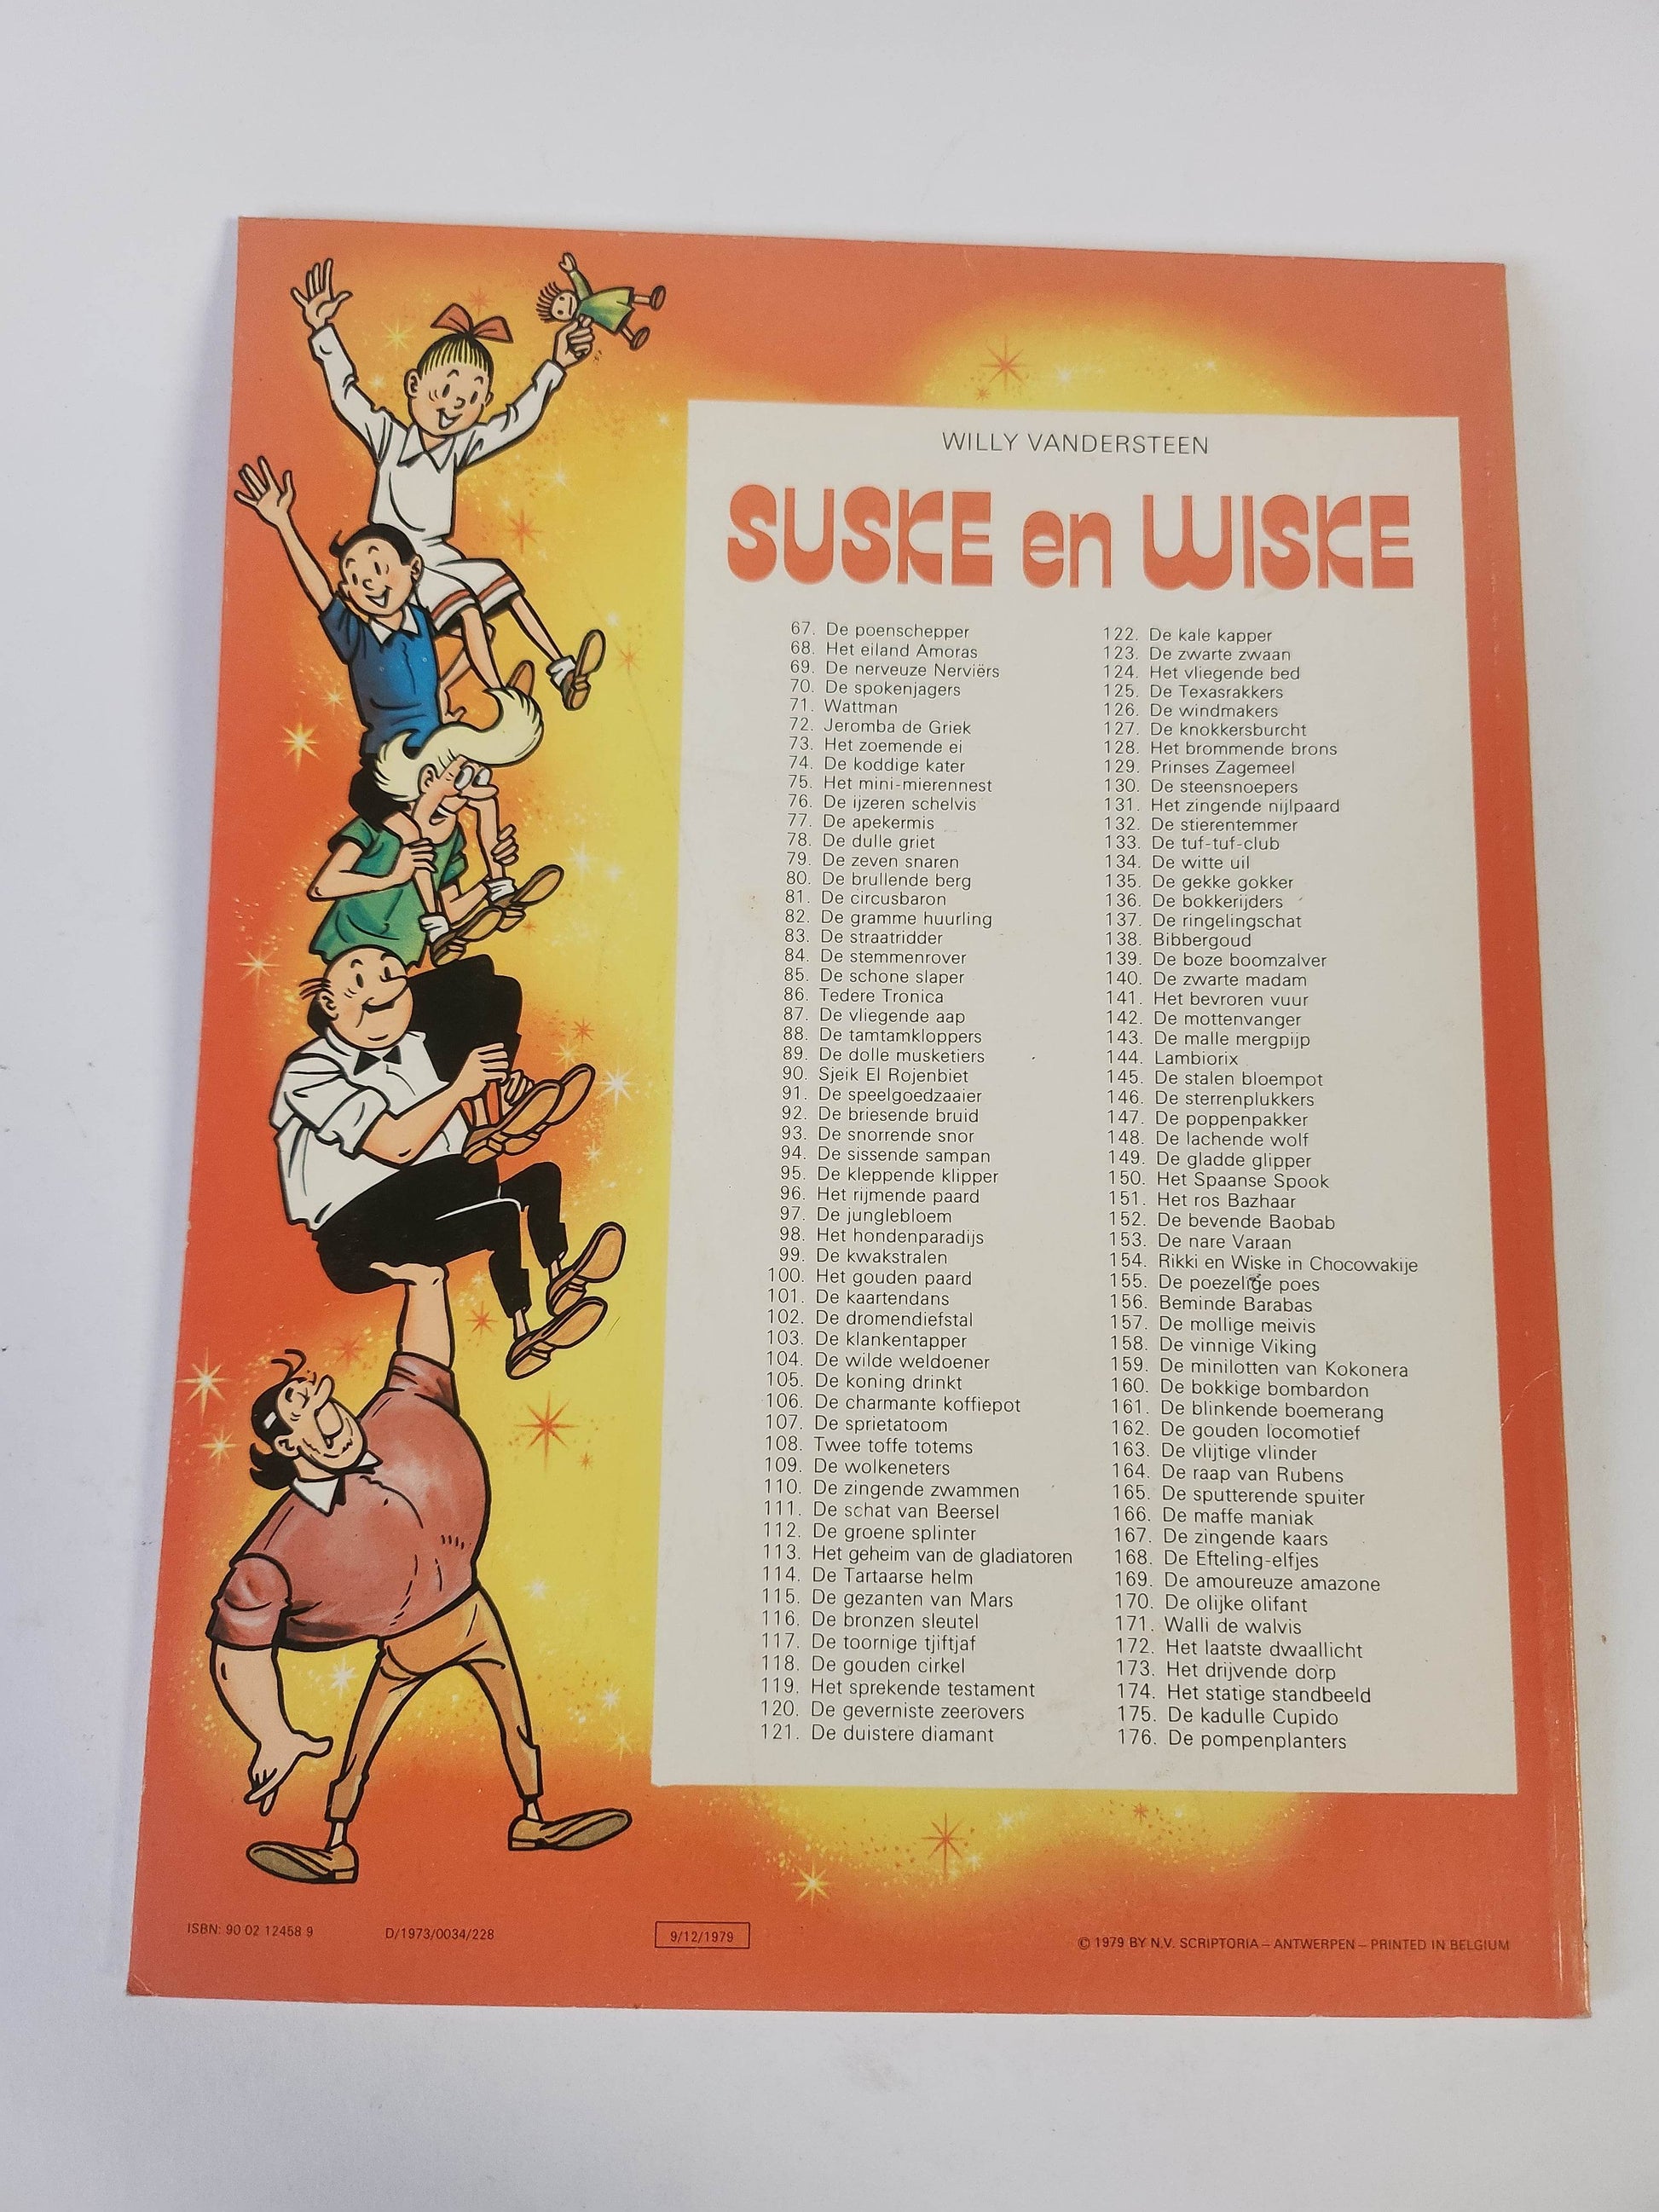 WILLY VANDERSTEEN
SUSKE en WISKE
67. De poenschepper
68. Het eiland Amoras
69. De nerveuze Nerviërs
70. De spokenjagers
71. Wattman
72. Jeromba de Griek
73. Het zoemende ei
74. De koddige kater
75. Het mini-mierennest
76. De ijzeren schelvis
77. De apekermis
78. De dulle griet
79. De zeven snaren
80. De brullende berg
81. De circusbaron
82. De gramme huurling
83. De straatridder
84. De stemmenrover
85. De schone slaper
86. Tedere Tronica
87. De vliegende aap
88. De tamtamkloppers
89. De dolle musketiers
90. Sjeik El Rojenbiet
91. De speelgoedzaaier
92. De briesende bruid
93. De snorrende snor
94. De sissende sampan
95. De kleppende klipper
96. Het rijmende paard
97. De junglebloem
98. Het hondenparadijs
99. De kwakstralen
100. Het gouden paard
101. De kaartendans
102. De dromendiefstal
103. De klankentapper
104. De wilde weldoener
105. De koning drinkt
106. De charmante koffiepot
107. De sprietatoom
108. Twee toffe totems
109. De wolkeneters
110. De zingende zwammen
111. De schat van Beersel
112. De groene splinter
113. Het geheim van de gladiatoren
114. De Tartaarse helm
115. De gezanten van Mars
116. De bronzen sleutel
117. De toornige tjiftjaf
118. De gouden cirkel
119. Het sprekende testament
120. De geverniste zeerovers
121. De duistere diamant
122. De kale kapper
123. De zwarte zwaan
124. Het vliegende bed
125. De Texasrakkers
126. De windmakers
127. De knokkersburcht
128. Het brommende brons
129. Prinses Zagemeel
130. De steensnoepers
131. Het zingende nijlpaard
132. De stierentemmer
133. De tuf-tuf-club
134. De witte uil
135. De gekke gokker
136. De bokkerijders
137. De ringelingschat
138. Bibbergoud
139. De boze boomzalver
140. De zwarte madam
141. Het bevroren vuur
142. De mottenvanger
143. De malle mergpijp
144. Lambiorix
145. De stalen bloempot
146. De sterrenplukkers
147. De poppenpakker
148. De lachende wolf
149. De gladde glipper
150. Het Spaanse Spook
151. Het ros Bazhaar
152. De bevende Baobab
153. De nare Varaan
154. Rikki en Wiske in Chocowakije
155. De poezelige poes
156. Beminde Barabas
157. De mollige meivis
158. De vinnige Viking
159. De minilotten van Kokonera
160. De bokkige bombardon
161. De blinkende boemerang
162. De gouden locomotief
163. De vlijtige vlinder
164. De raap van Rubens
165. De sputterende spuiter
166. De maffe maniak
167. De zingende kaars
168. De Efteling-elfjes
169. De amoureuze amazone
170. De olijke olifant
171. Walli de walvis
172. Het laatste dwaallicht
173. Het drijvende dorp
174. Het statige standbeeld
175. De kadulle Cupido
176. De pompenplanters
ISBN: 90 02 12458 9 D/1973/0034/228 9/12/1979 © 1979 BY N.V. SCRIPTORIA – ANTWERPEN – PRINTED IN BELGIUM